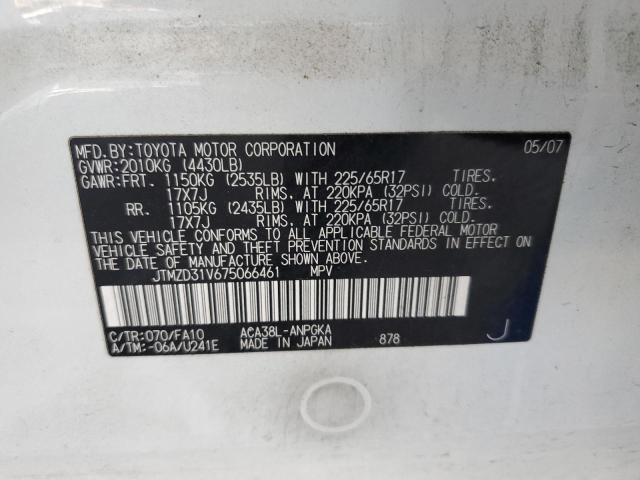 MFD.BY:TOYOTA MOTOR CORPORATION 05/07
GVWR:2010KG (4430LB)
GAWR:FRT. 1150KG (2535LB) WITH 225/65R17 TIRES.
17X7J RIMS. AT 220KPA (32PSI) COLD.
RR. 1105KG (2435LB) WITH 225/65R17 TIRES.
17X7J RIMS. AT 220KPA (32PSI) COLD.
THIS VEHICLE CONFORMS TO ALL APPLICABLE FEDERAL MOTOR
VEHICLE SAFETY AND THEFT PREVENTION STANDARDS IN EFFECT
ON THE DATE OF MANUFACTURE SHOWN ABOVE.
JTMZD31V675066461 MPV
C/TR:070/FA10 ACA38L-ANPGKA
A/TM:-06A/U241E MADE IN JAPAN 878 J